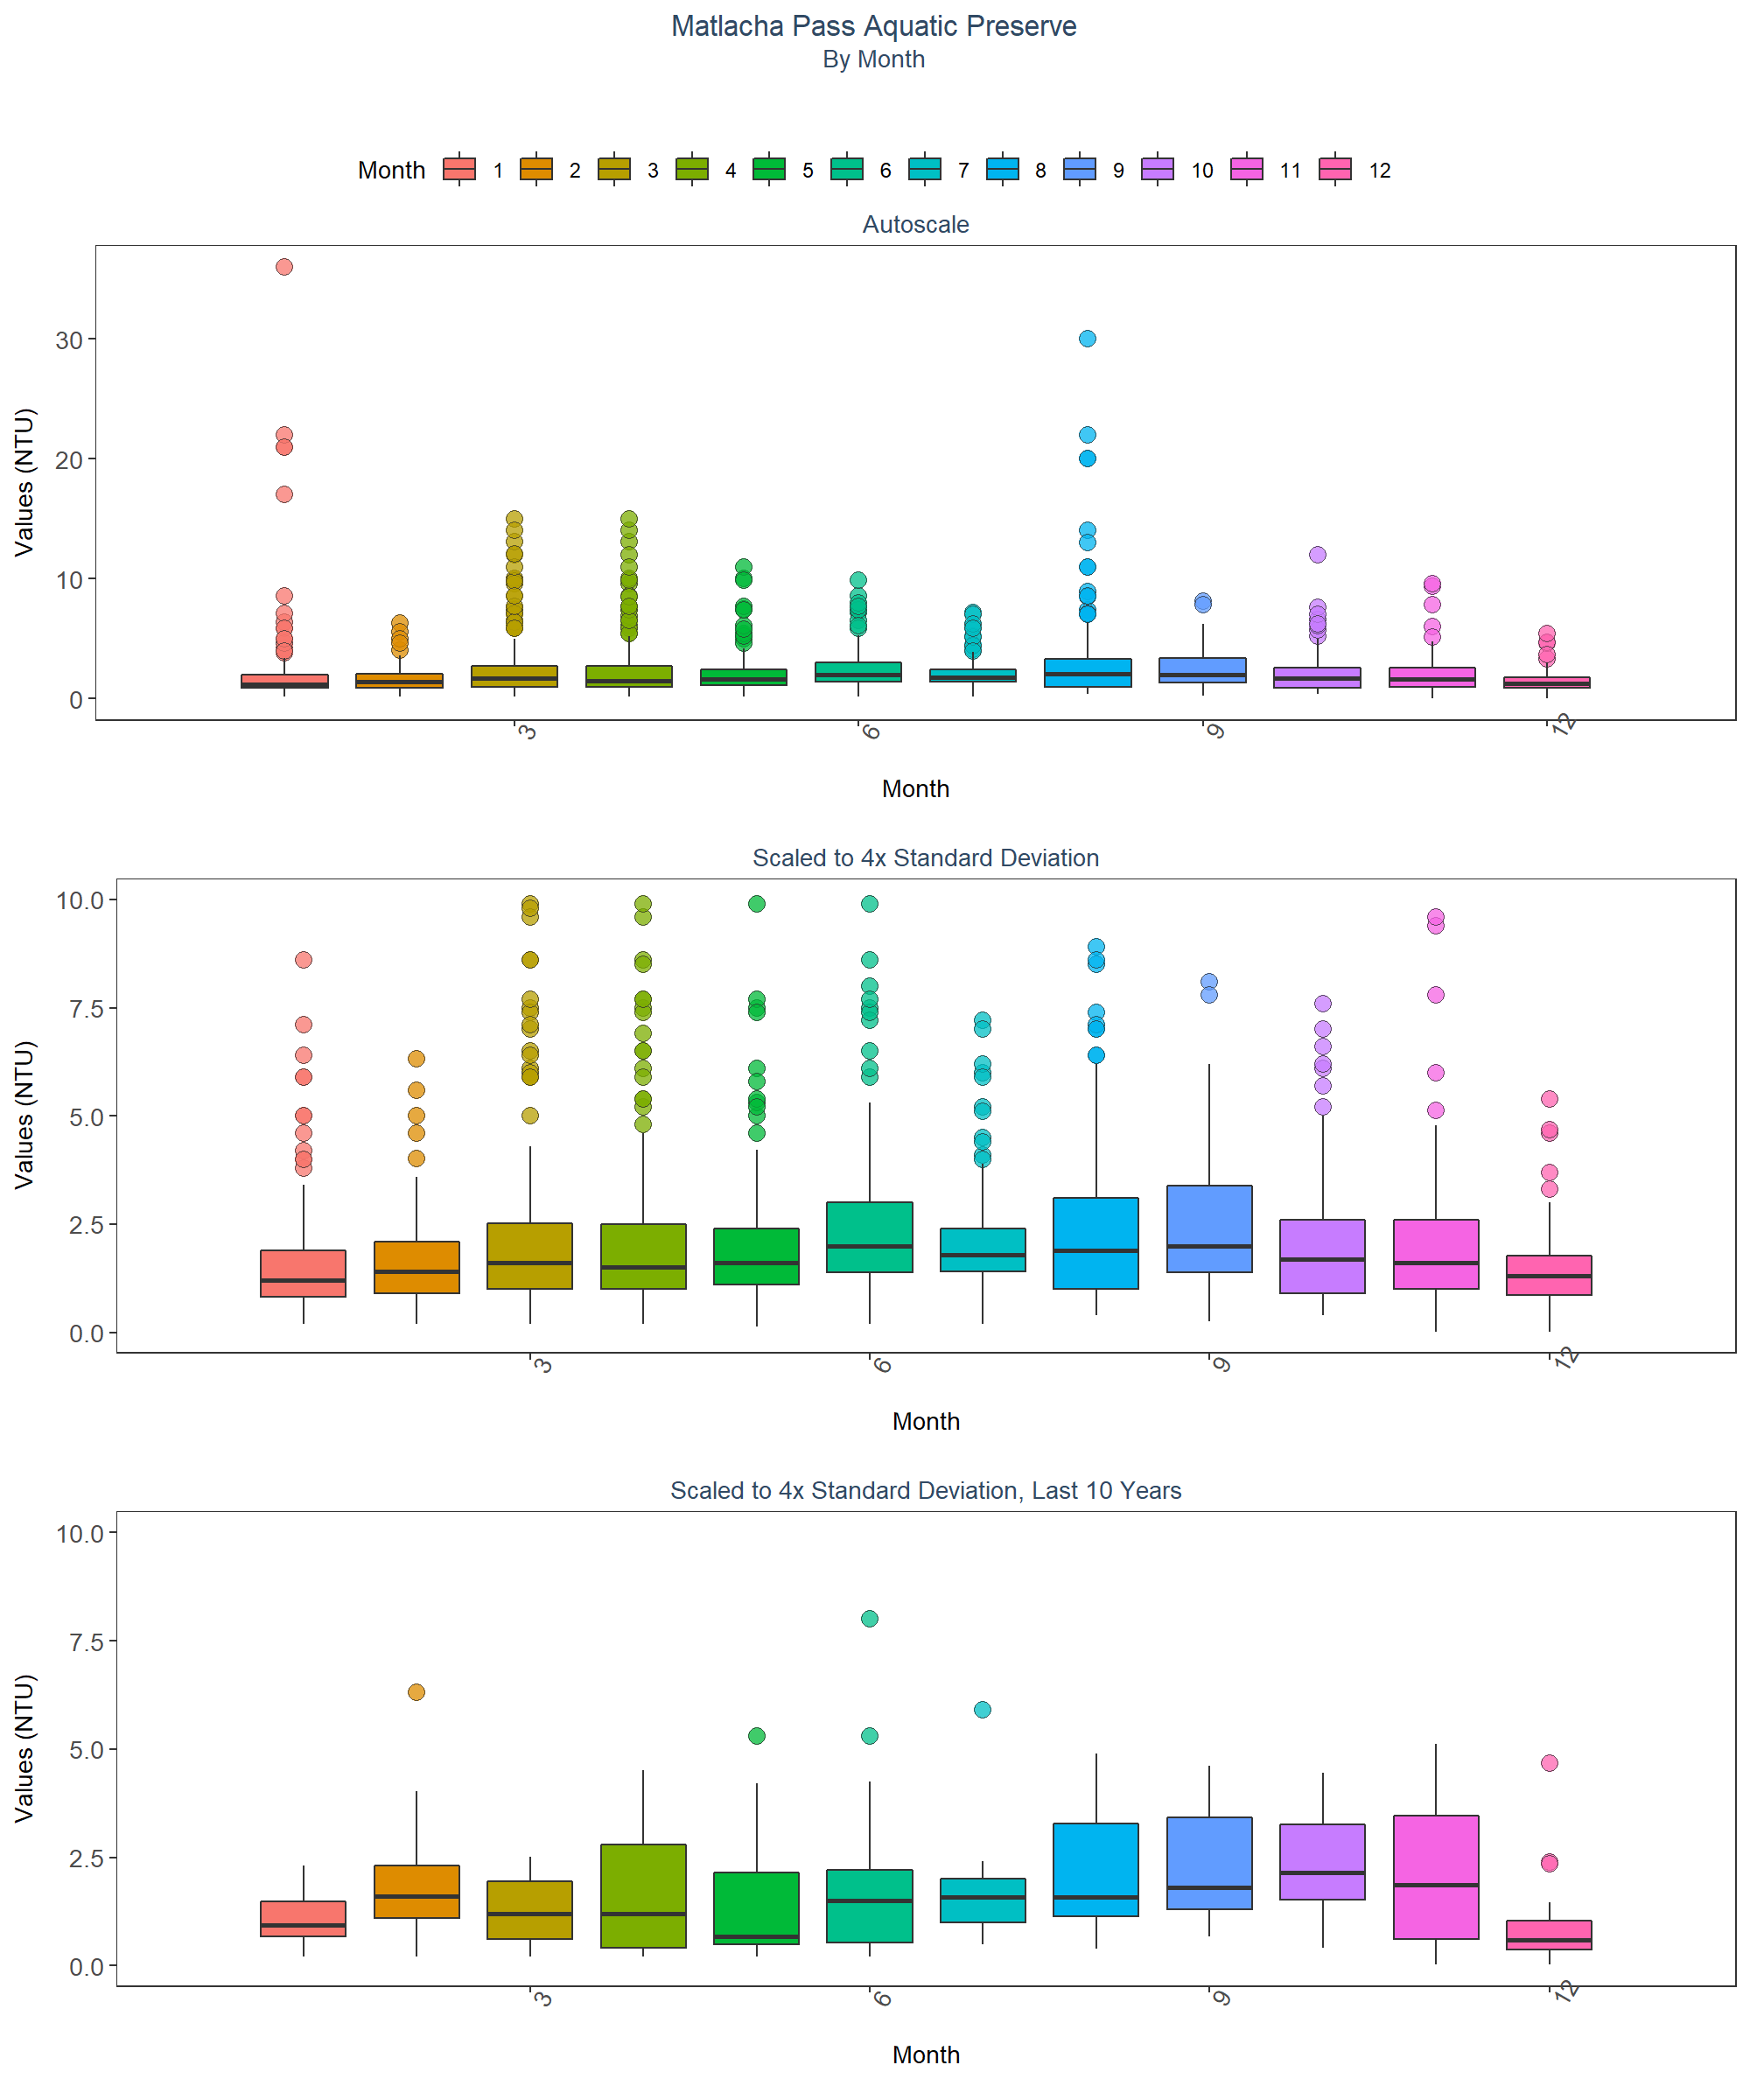 Matlacha Pass Aquatic Preserve
By Month
Month 1 2 3 4 5 6 7 8 9 10 11 12
Autoscale
Values (NTU)
30
20
10
0
3 6 9 12
Month
Scaled to 4x Standard Deviation
Values (NTU)
10.0
7.5
5.0
2.5
0.0
3 6 9 12
Month
Scaled to 4x Standard Deviation, Last 10 Years
Values (NTU)
10.0
7.5
5.0
2.5
0.0
3 6 9 12
Month